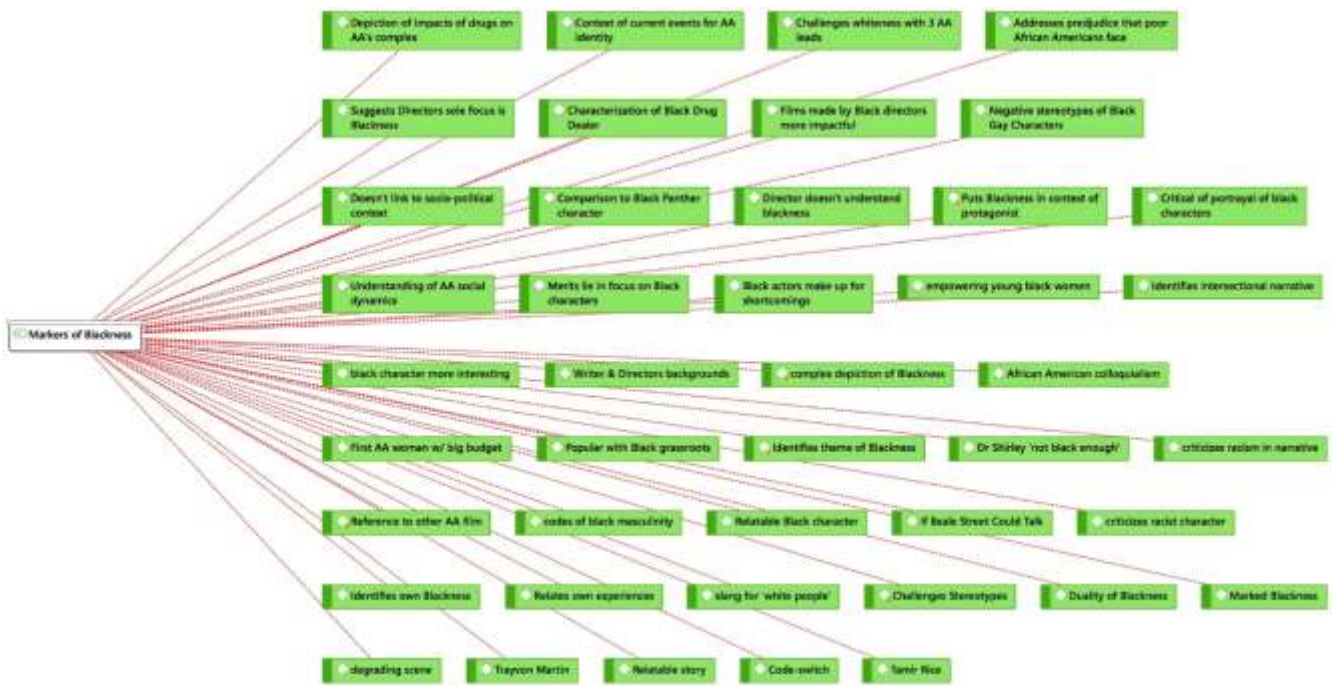 Depiction of impacts of drugs on
AA's complex
Context of current events for AA
identity
Challenges whiteness with 3 AA
leads
Addresses predjudice that poor
African Americans face
Suggests Directors sole focus is
Blackness
Characterization of Black Drug
Dealer
Films made by Black directors
more impactful
Negative stereotypes of Black
Gay Characters
Doesn't link to socio-political
context
Comparison to Black Panther
character
Director doesn't understand
blackness
Puts Blackness in context of
protagonist
Critical of portrayal of black
characters
Understanding of AA social
dynamics
Merits lie in focus on Black
characters
Black actors make up for
shortcomings
empowering young black women
Identifies intersectional narrative
Markers of Blackness
black character more interesting
Writer & Directors backgrounds
complex depiction of Blackness
African American colloquialism
First AA woman w/ big budget
Popular with Black grassroots
Identifies theme of Blackness
Dr Shirley 'not black enough'
criticizes racism in narrative
Reference to other AA film
codes of black masculinity
Relatable Black character
If Beale Street Could Talk
criticizes racist character
Identifies own Blackness
Relates own experiences
slang for 'white people'
Challenges Stereotypes
Duality of Blackness
Marked Blackness
degrading scene
Trayvon Martin
Relatable story
Code-switch
Tamir Rice